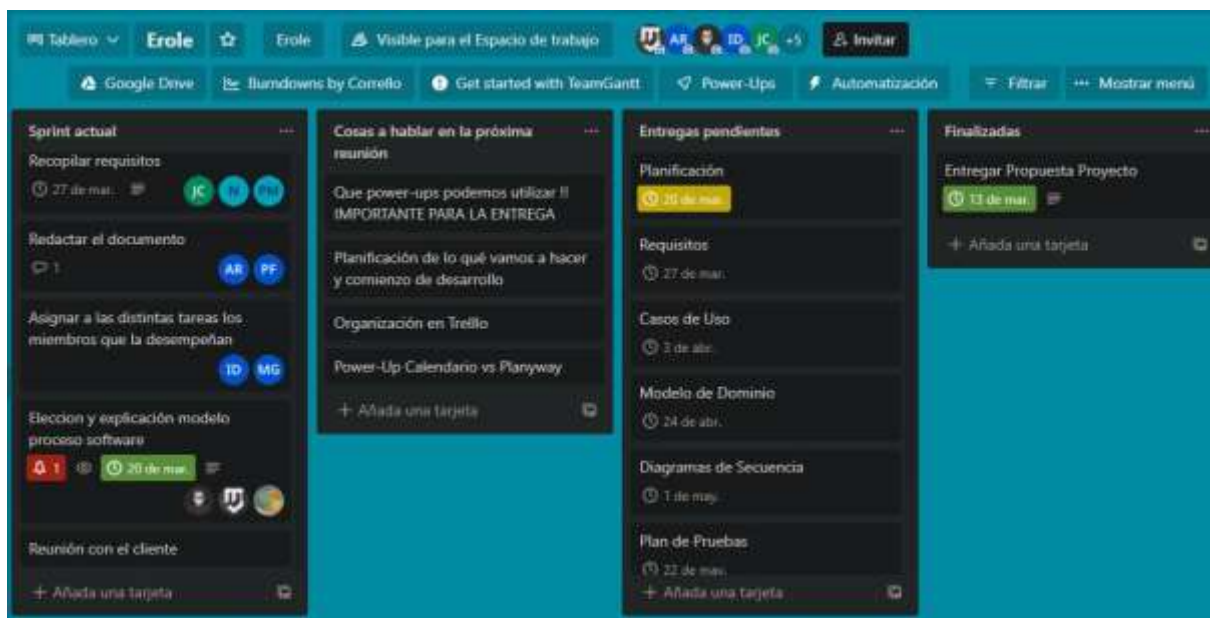 Tablero Erole Erole Visible para el Espacio de trabajo AR ID JC +5 Invitar
Google Drive Burndowns by Corrello Get started with TeamGantt Power-Ups Automatización Filtrar Mostrar menú
Sprint actual
Recopilar requisitos
27 de mar. JC N PM
Redactar el documento
1 AR PF
Asignar a las distintas tareas los
miembros que la desempeñan
ID MG
Eleccion y explicación modelo
proceso software
1 20 de mar.
Reunión con el cliente
+ Añada una tarjeta
Cosas a hablar en la próxima
reunión
Que power-ups podemos utilizar !!
IMPORTANTE PARA LA ENTREGA
Planificación de lo qué vamos a hacer
y comienzo de desarrollo
Organización en Trelllo
Power-Up Calendario vs Planyway
+ Añada una tarjeta
Entregas pendientes
Planificación
20 de mar.
Requisitos
27 de mar.
Casos de Uso
3 de abr.
Modelo de Dominio
24 de abr.
Diagramas de Secuencia
1 de may.
Plan de Pruebas
22 de may.
+ Añada una tarjeta
Finalizadas
Entregar Propuesta Proyecto
13 de mar.
+ Añada una tarjeta